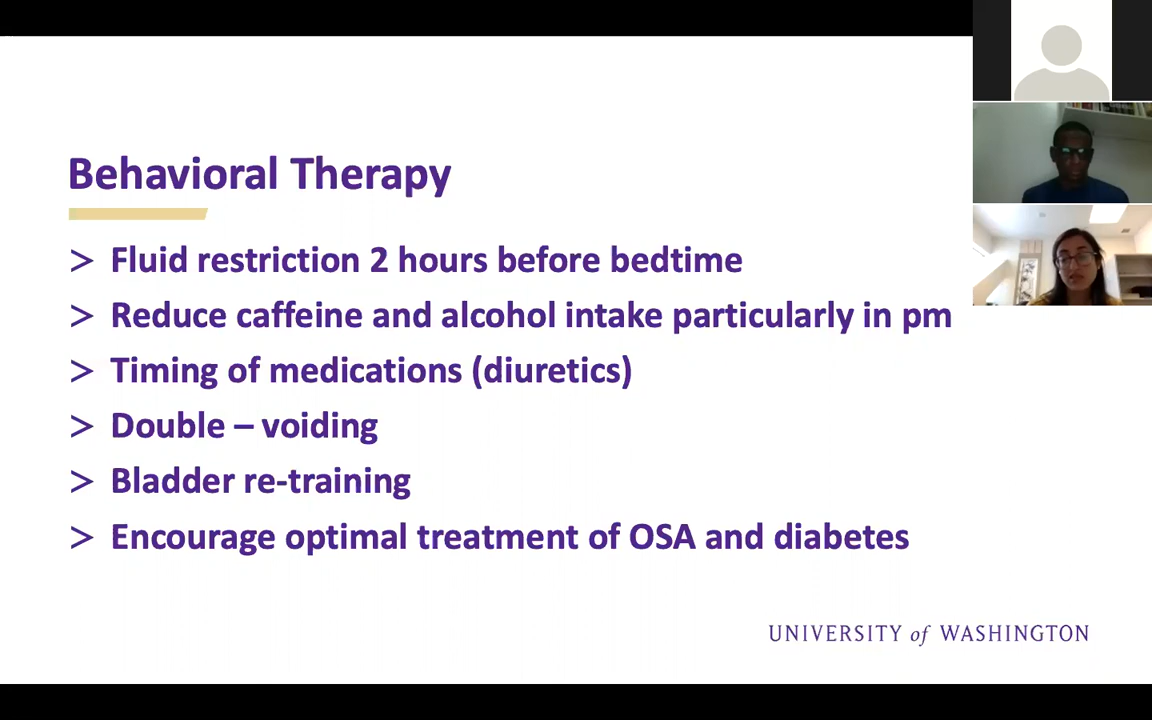 Behavioral Therapy
> Fluid restriction 2 hours before bedtime
> Reduce caffeine and alcohol intake particularly in pm
> Timing of medications (diuretics)
> Double – voiding
> Bladder re-training
> Encourage optimal treatment of OSA and diabetes
UNIVERSITY of WASHINGTON